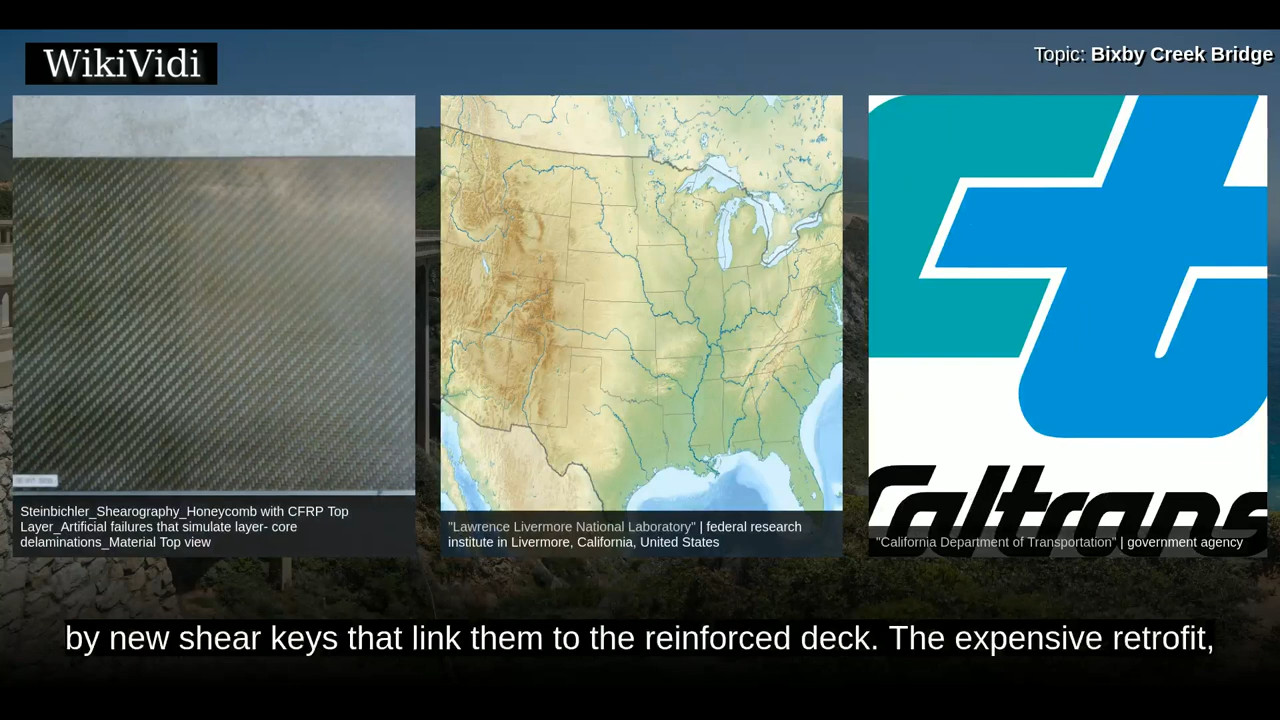 WikiVidi
Topic: Bixby Creek Bridge
Steinbichler_Shearography_Honeycomb with CFRP Top
Layer_Artificial failures that simulate layer- core
delaminations_Material Top view
"Lawrence Livermore National Laboratory" | federal research
institute in Livermore, California, United States
Caltrans
"California Department of Transportation" | government agency
by new shear keys that link them to the reinforced deck. The expensive retrofit,